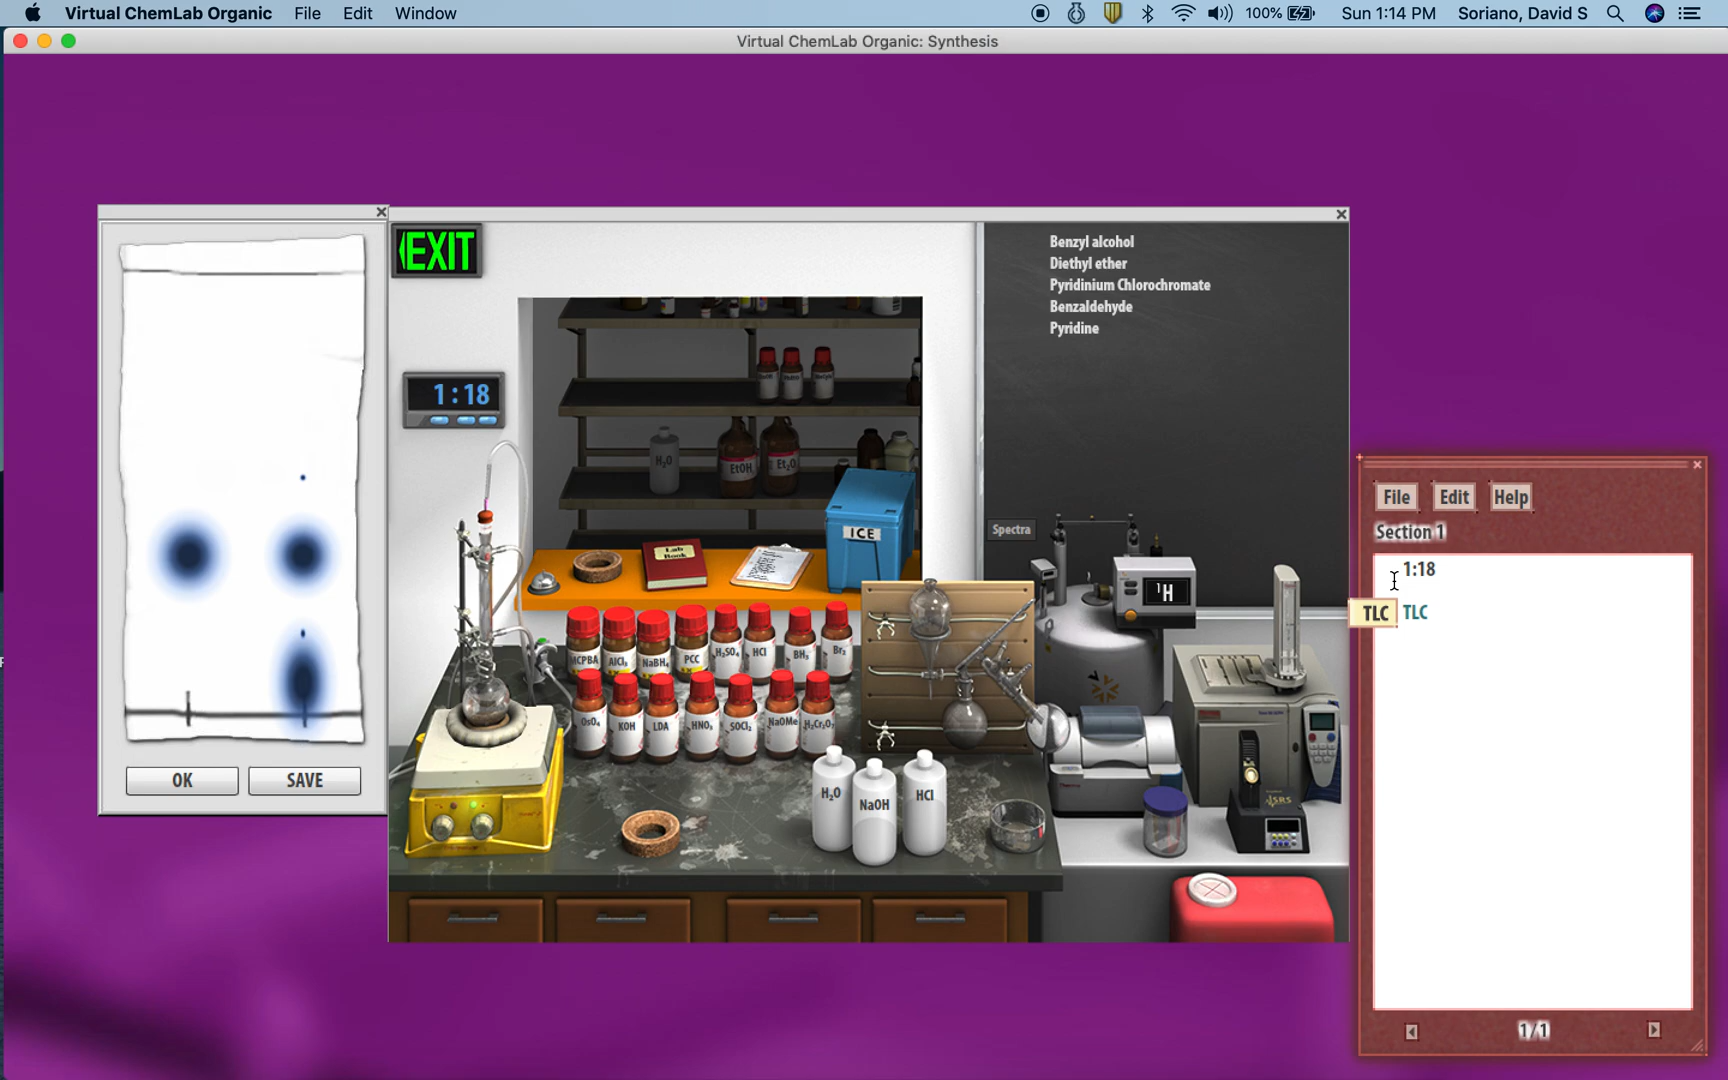 Virtual ChemLab Organic File Edit Window 100% Sun 1:14 PM Soriano, David S
Virtual ChemLab Organic: Synthesis
OK SAVE
EXIT
1:18
H₂O EtOH Et₂O
ICE
Lab
Book
MCPBA AlCl₃ NaBH₄ PCC H₂SO₄ HCl BH₃ Br₂
OsO₄ KOH LDA HNO₃ SOCl₂ NaOMe H₂Cr₂O₇
H₂O NaOH HCl
Benzyl alcohol
Diethyl ether
Pyridinium Chlorochromate
Benzaldehyde
Pyridine
Spectra
¹H
SRS
File Edit Help
Section 1
1:18
TLC TLC
1/1